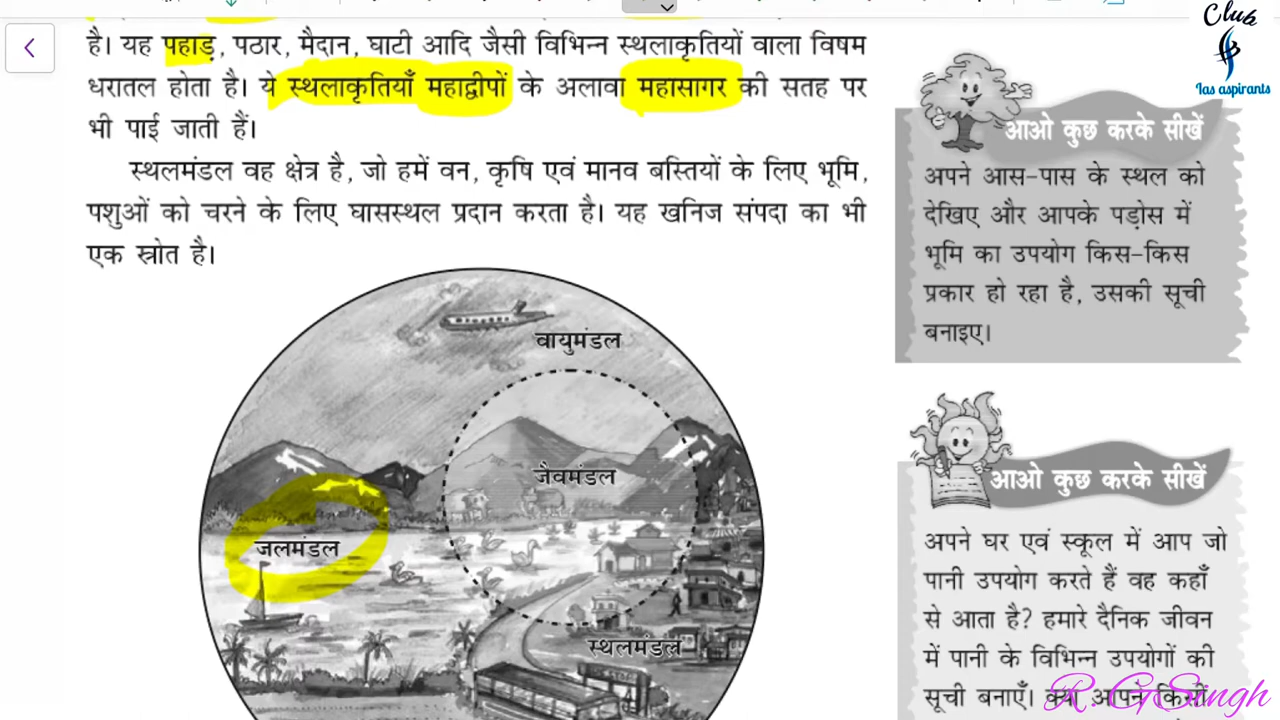 है। यह पहाड़, पठार, मैदान, घाटी आदि जैसी विभिन्न स्थलाकृतियों वाला विषम
धरातल होता है। ये स्थलाकृतियाँ महाद्वीपों के अलावा महासागर की सतह पर
भी पाई जाती हैं।
स्थलमंडल वह क्षेत्र है, जो हमें वन, कृषि एवं मानव बस्तियों के लिए भूमि,
पशुओं को चरने के लिए घासस्थल प्रदान करता है। यह खनिज संपदा का भी
एक स्रोत है।
वायुमंडल
जैवमंडल
जलमंडल
स्थलमंडल
Club
Ias aspirants
आओ कुछ करके सीखें
अपने आस-पास के स्थल को
देखिए और आपके पड़ोस में
भूमि का उपयोग किस-किस
प्रकार हो रहा है, उसकी सूची
बनाइए।
आओ कुछ करके सीखें
अपने घर एवं स्कूल में आप जो
पानी उपयोग करते हैं वह कहाँ
से आता है? हमारे दैनिक जीवन
में पानी के विभिन्न उपयोगों की
सूची बनाएँ। क्या आपने किसी
R. G Singh